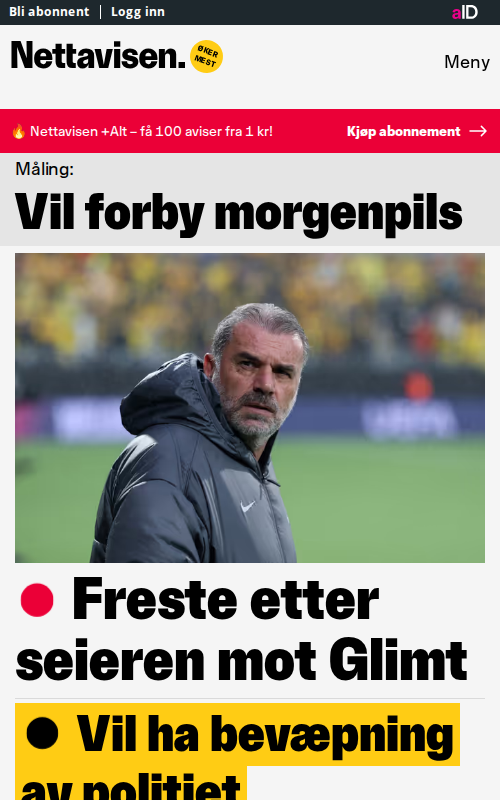 Bli abonnent | Logg inn
aID
Nettavisen. ØKER MEST
Meny
🔥 Nettavisen +Alt – få 100 aviser fra 1 kr!
Kjøp abonnement →
Måling:
Vil forby morgenpils
UEFA
Freste etter
seieren mot Glimt
Vil ha bevæpning
av politiet